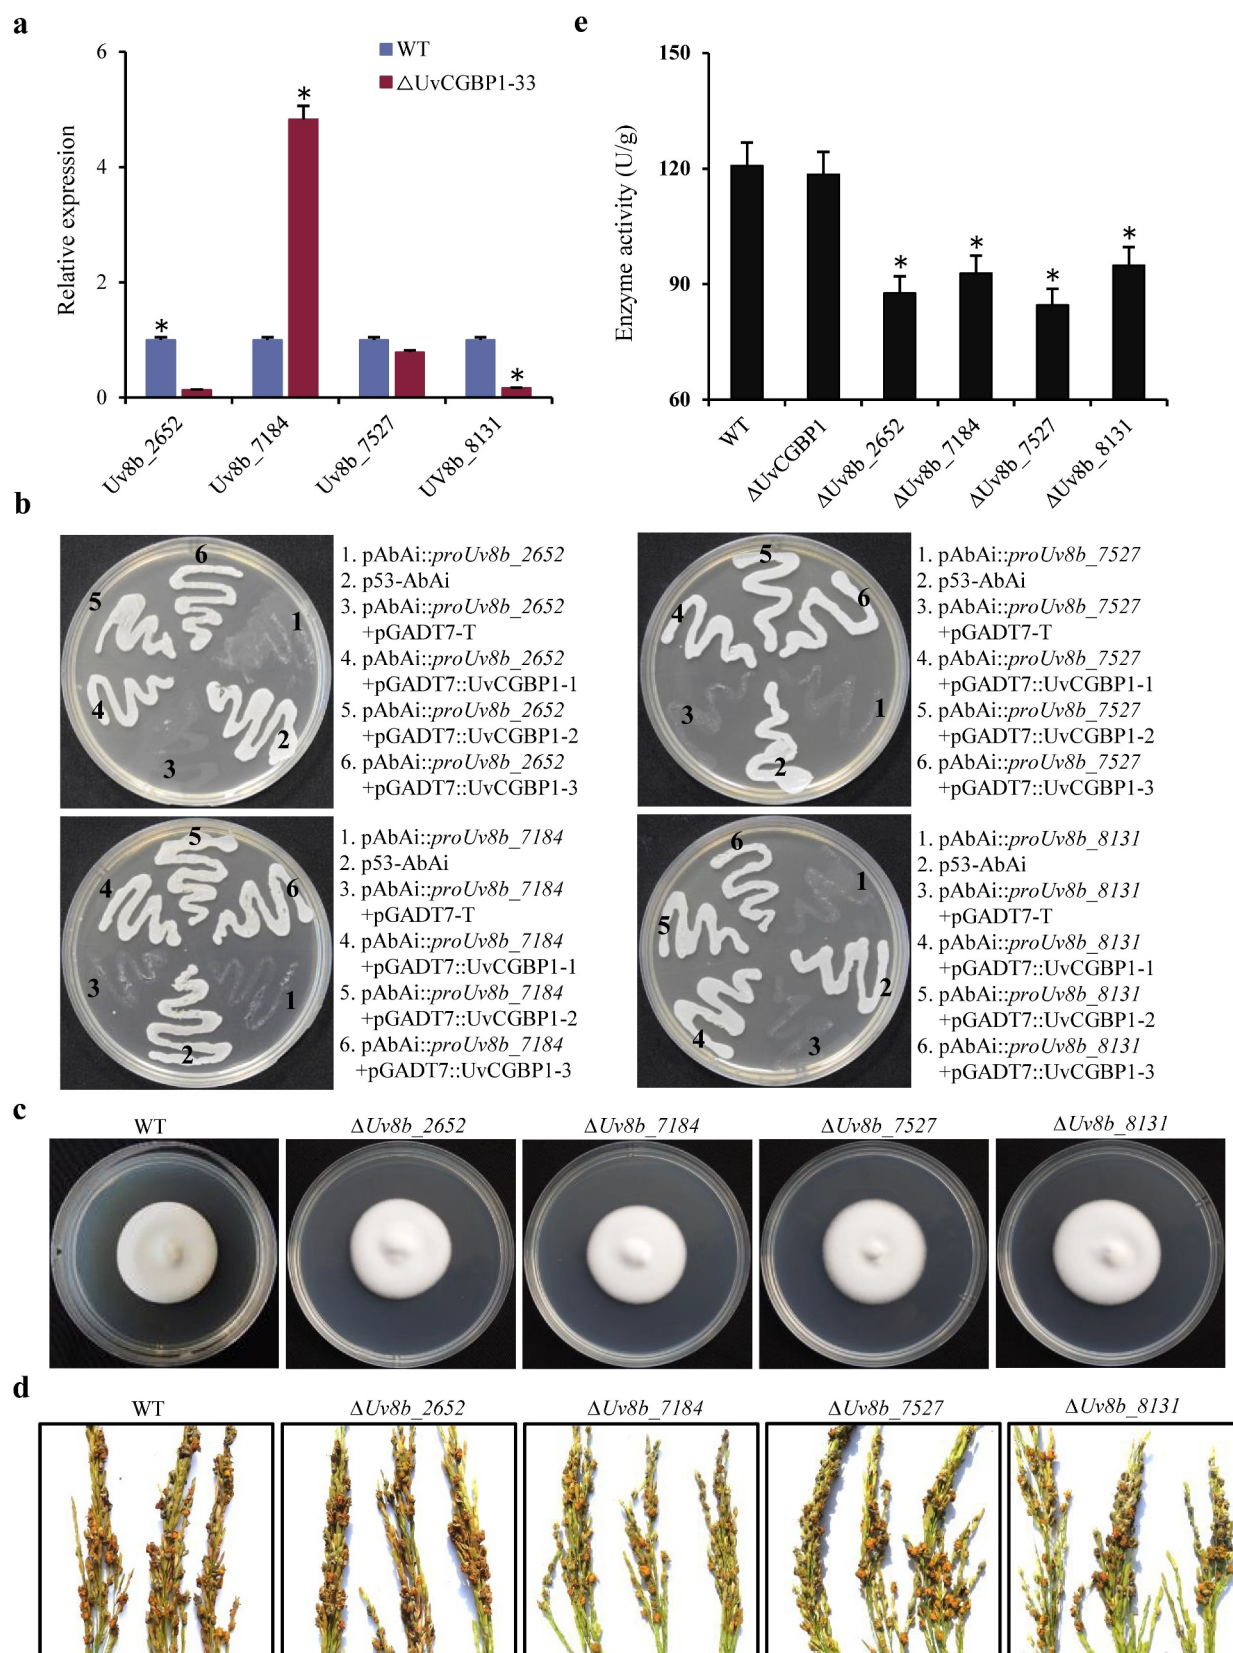 a
6
4
2
0
Relative expression
WT
△UvCGBP1-33
*
*
*
Uv8b_2652
Uv8b_7184
Uv8b_7527
UV8b_8131
e
150
120
90
60
Enzyme activity (U/g)
*
*
*
*
WT
ΔUvCGBP1
ΔUv8b_2652
ΔUv8b_7184
ΔUv8b_7527
ΔUv8b_8131
b
6
5
1
4
2
3
1. pAbAi::proUv8b_2652
2. p53-AbAi
3. pAbAi::proUv8b_2652
+pGADT7-T
4. pAbAi::proUv8b_2652
+pGADT7::UvCGBP1-1
5. pAbAi::proUv8b_2652
+pGADT7::UvCGBP1-2
6. pAbAi::proUv8b_2652
+pGADT7::UvCGBP1-3
5
6
4
3
1
2
1. pAbAi::proUv8b_7527
2. p53-AbAi
3. pAbAi::proUv8b_7527
+pGADT7-T
4. pAbAi::proUv8b_7527
+pGADT7::UvCGBP1-1
5. pAbAi::proUv8b_7527
+pGADT7::UvCGBP1-2
6. pAbAi::proUv8b_7527
+pGADT7::UvCGBP1-3
5
4
6
3
1
2
1. pAbAi::proUv8b_7184
2. p53-AbAi
3. pAbAi::proUv8b_7184
+pGADT7-T
4. pAbAi::proUv8b_7184
+pGADT7::UvCGBP1-1
5. pAbAi::proUv8b_7184
+pGADT7::UvCGBP1-2
6. pAbAi::proUv8b_7184
+pGADT7::UvCGBP1-3
6
1
5
2
4
3
1. pAbAi::proUv8b_8131
2. p53-AbAi
3. pAbAi::proUv8b_8131
+pGADT7-T
4. pAbAi::proUv8b_8131
+pGADT7::UvCGBP1-1
5. pAbAi::proUv8b_8131
+pGADT7::UvCGBP1-2
6. pAbAi::proUv8b_8131
+pGADT7::UvCGBP1-3
c
WT
ΔUv8b_2652
ΔUv8b_7184
ΔUv8b_7527
ΔUv8b_8131
d
WT
ΔUv8b_2652
ΔUv8b_7184
ΔUv8b_7527
ΔUv8b_8131